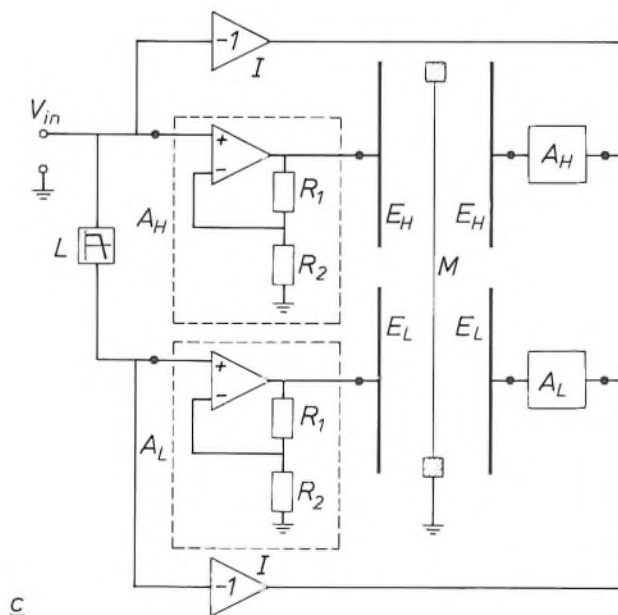 -1
I
V_in
+
-
A_H
R_1
R_2
E_H
E_H
A_H
L
M
+
-
A_L
R_1
R_2
E_L
E_L
A_L
-1
I
c